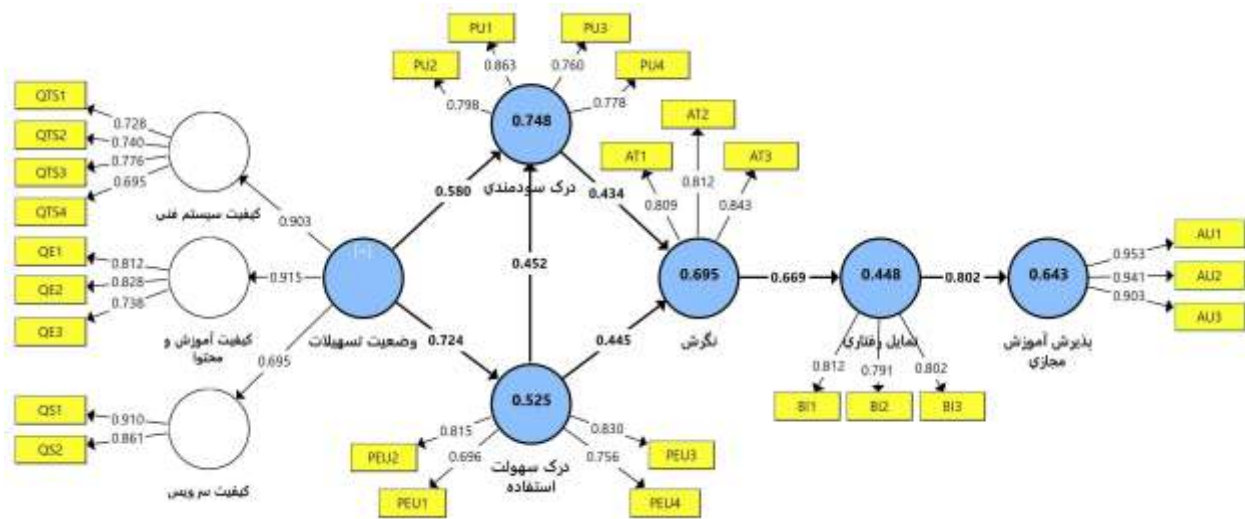 PU1
PU3
PU2
PU4
0.863
0.760
0.798
0.778
QTS1
QTS2
QTS3
QTS4
0.728
0.740
0.776
0.695
کیفیت سیستم فنی
0.903
0.748
درک سودمندي
0.580
0.434
AT1
AT2
AT3
0.809
0.812
0.843
QE1
QE2
QE3
0.812
0.828
0.738
کیفیت آموزش و
محتوا
0.915
[+]
وضعیت تسهیلات
0.452
0.695
نگرش
0.669
0.448
تمایل رفتاري
0.802
0.643
پذیرش آموزش
مجازي
0.953
0.941
0.903
AU1
AU2
AU3
0.724
0.445
0.812
0.791
0.802
BI1
BI2
BI3
0.695
QS1
QS2
0.910
0.861
کیفیت سرویس
0.525
درک سهولت
استفاده
0.815
0.830
0.696
0.756
PEU2
PEU3
PEU1
PEU4